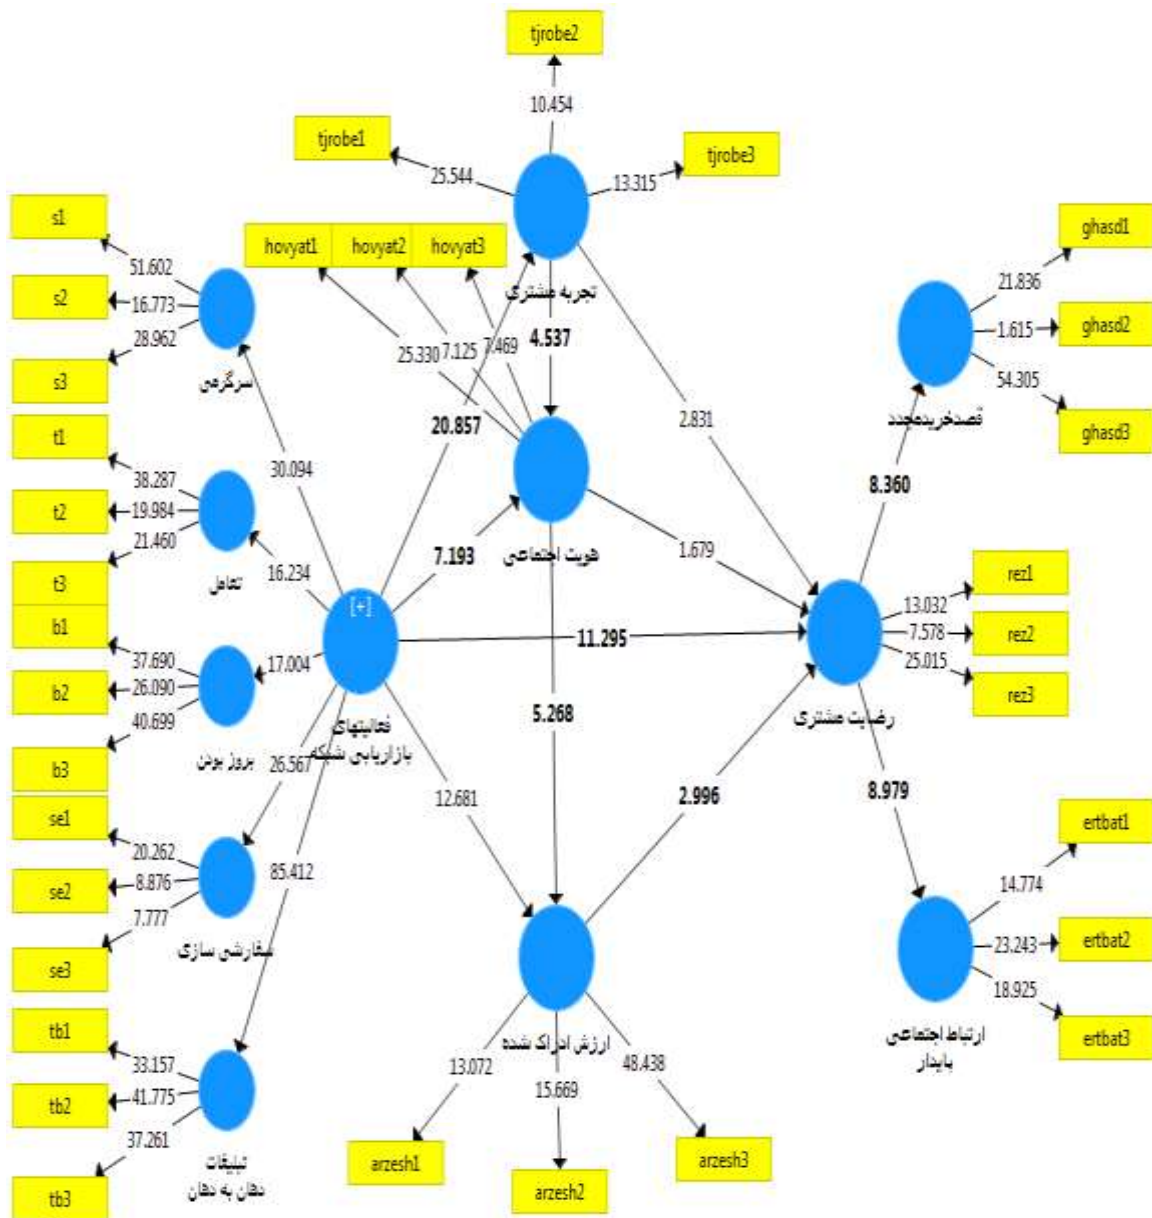 tjrobe2
10.454
tjrobe1
25.544
tjrobe3
13.315
تجربه مشتری
hovyat1
hovyat2
hovyat3
25.330
7.125
7.469
4.537
20.857
2.831
s1
51.602
s2
16.773
28.962
s3
سرگرمی
30.094
t1
38.287
t2
19.984
21.460
t3
تعامل
16.234
b1
37.690
b2
26.090
40.699
b3
بروز بودن
17.004
[+]
فعالیتهای
بازاریابی شبکه
7.193
هویت اجتماعی
1.679
11.295
5.268
26.567
12.681
85.412
se1
20.262
se2
8.876
7.777
se3
سفارشی سازی
tb1
33.157
tb2
41.775
37.261
tb3
تبلیغات
دهان به دهان
ارزش ادراک شده
13.072
15.669
48.438
arzesh1
arzesh2
arzesh3
2.996
رضایت مشتری
13.032
7.578
25.015
rez1
rez2
rez3
8.360
قصدخریدمجدد
21.836
1.615
54.305
ghasd1
ghasd2
ghasd3
8.979
ارتباط اجتماعی
پایدار
14.774
23.243
18.925
ertbat1
ertbat2
ertbat3